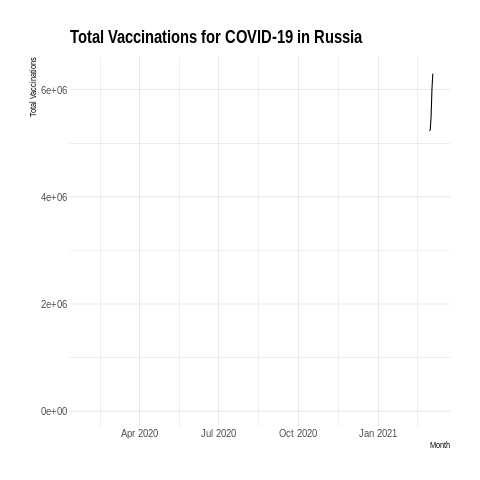 Total Vaccinations for COVID-19 in Russia
Total Vaccinations
6e+06
4e+06
2e+06
0e+00
Apr 2020 Jul 2020 Oct 2020 Jan 2021
Month